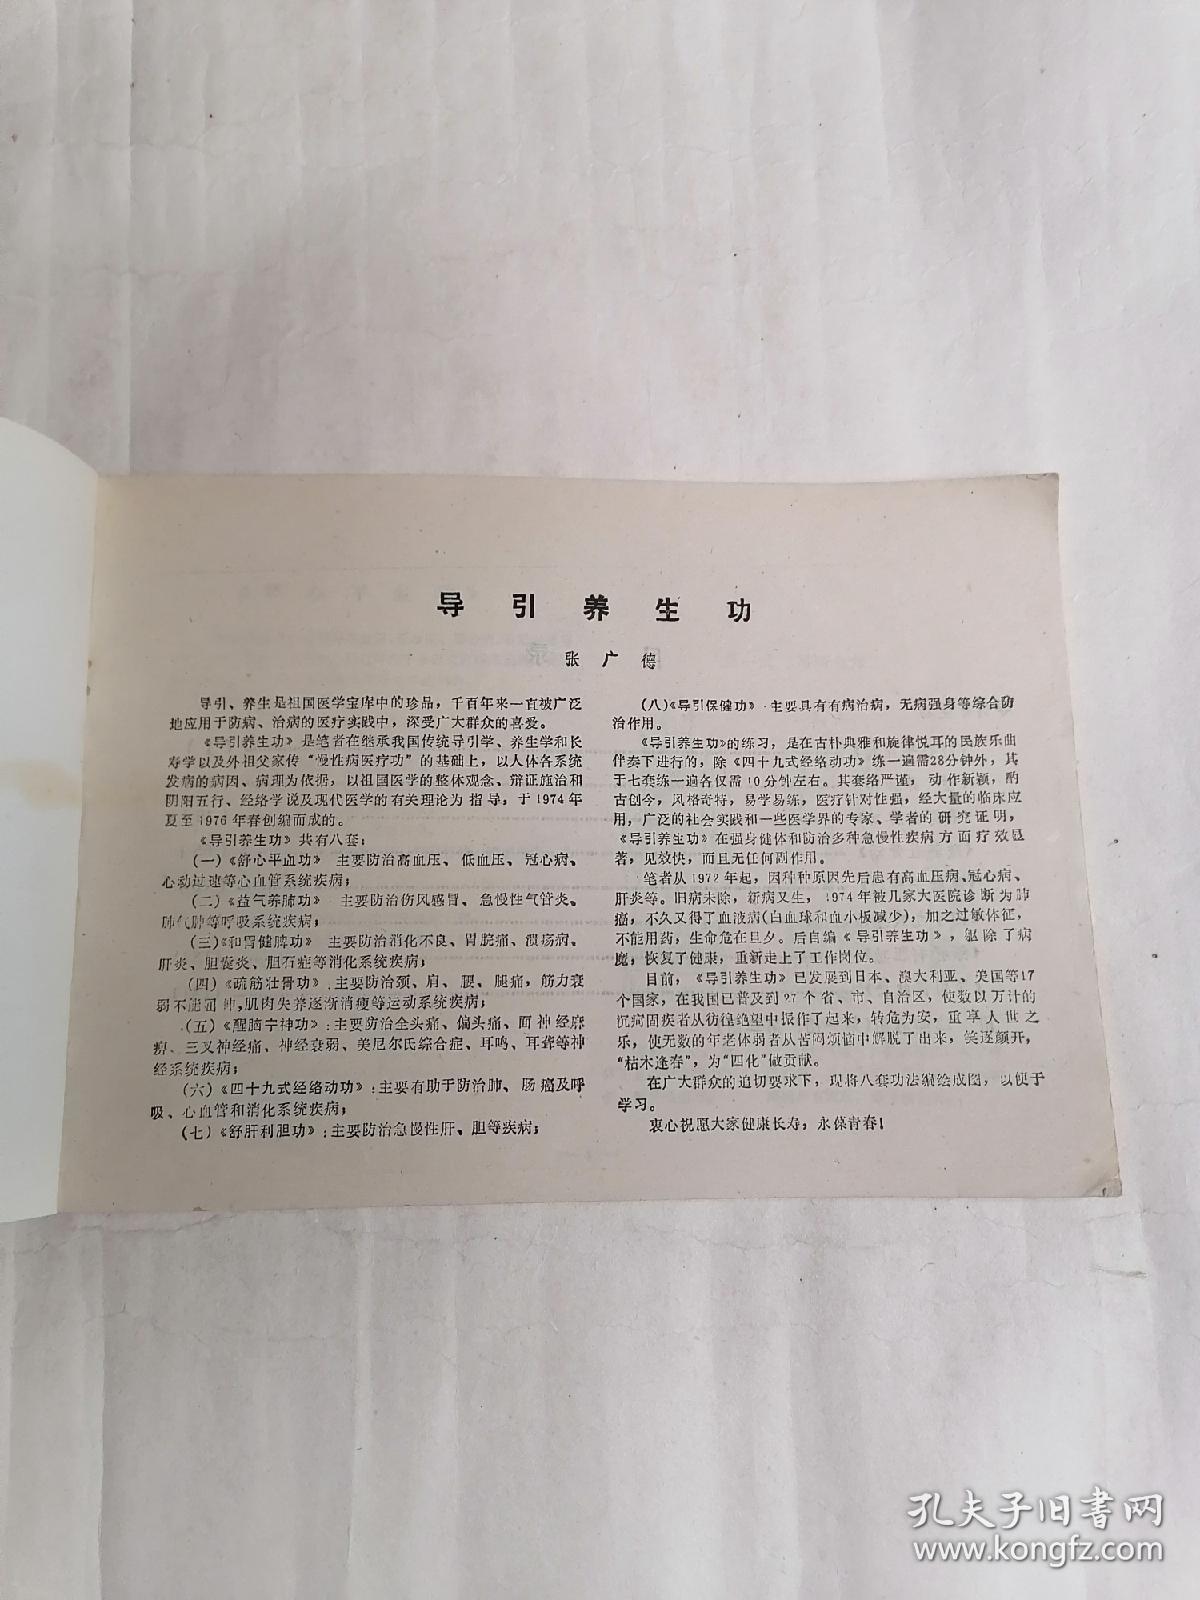 导引养生功
张广德
导引、养生是祖国医学宝库中的珍品，千百年来一直被广泛
地应用于防病、治病的医疗实践中，深受广大群众的喜爱。
《导引养生功》是笔者在继承我国传统导引学、养生学和长
寿学以及外祖父家传“慢性病医疗功”的基础上，以人体各系统
发病的病因、病理为依据，以祖国医学的整体观念、辩证施治和
阴阳五行、经络学说及现代医学的有关理论为指导，于1974年
夏至1976年春创编而成的。
《导引养生功》共有八套：
（一）《舒心平血功》 主要防治高血压、低血压、冠心病、
心动过速等心血管系统疾病；
（二）《益气养肺功》 主要防治伤风感冒、急慢性气管炎、
肺气肿等呼吸系统疾病；
（三）《和胃健脾功》 主要防治消化不良、胃脘痛、溃疡病、
肝炎、胆囊炎、胆石症等消化系统疾病；
（四）《疏筋壮骨功》：主要防治颈、肩、腰、腿痛，筋力衰
弱不能屈伸，肌肉失养逐渐消瘦等运动系统疾病；
（五）《醒脑宁神功》：主要防治全头痛、偏头痛、面神经麻
痹、三叉神经痛、神经衰弱、美尼尔氏综合症、耳鸣、耳聋等神
经系统疾病；
（六）《四十九式经络动功》：主要有助于防治肺、肠癌及呼
吸、心血管和消化系统疾病；
（七）《舒肝利胆功》：主要防治急慢性肝、胆等疾病；
（八）《导引保健功》 主要具有有病治病，无病强身等综合防
治作用。
《导引养生功》的练习，是在古朴典雅和旋律悦耳的民族乐曲
伴奏下进行的，除《四十九式经络动功》练一遍需28分钟外，其
于七套练一遍各仅需10分钟左右。其套络严谨，动作新颖，酌
古创今，风格奇特，易学易练，医疗针对性强，经大量的临床应
用，广泛的社会实践和一些医学界的专家、学者的研究证明，
《导引养生功》在强身健体和防治多种急慢性疾病方面疗效显
著，见效快，而且无任何副作用。
笔者从1972年起，因种种原因先后患有高血压病、冠心病、
肝炎等。旧病未除，新病又生，1974年被几家大医院诊断为肺
癌，不久又得了血液病（白血球和血小板减少），加之过敏体征，
不能用药，生命危在旦夕。后自编《导引养生功》，驱除了病
魔，恢复了健康，重新走上了工作岗位。
目前，《导引养生功》已发展到日本、澳大利亚、美国等17
个国家，在我国已普及到27个省、市、自治区，使数以万计的
沉疴固疾者从彷徨绝望中振作了起来，转危为安，重享人世之
乐，使无数的年老体弱者从苦闷烦恼中解脱了出来，笑逐颜开，
“枯木逢春”，为“四化”做贡献。
在广大群众的迫切要求下，现将八套功法编绘成图，以便于
学习。
衷心祝愿大家健康长寿，永葆青春！
孔夫子旧书网
www.kongfz.com